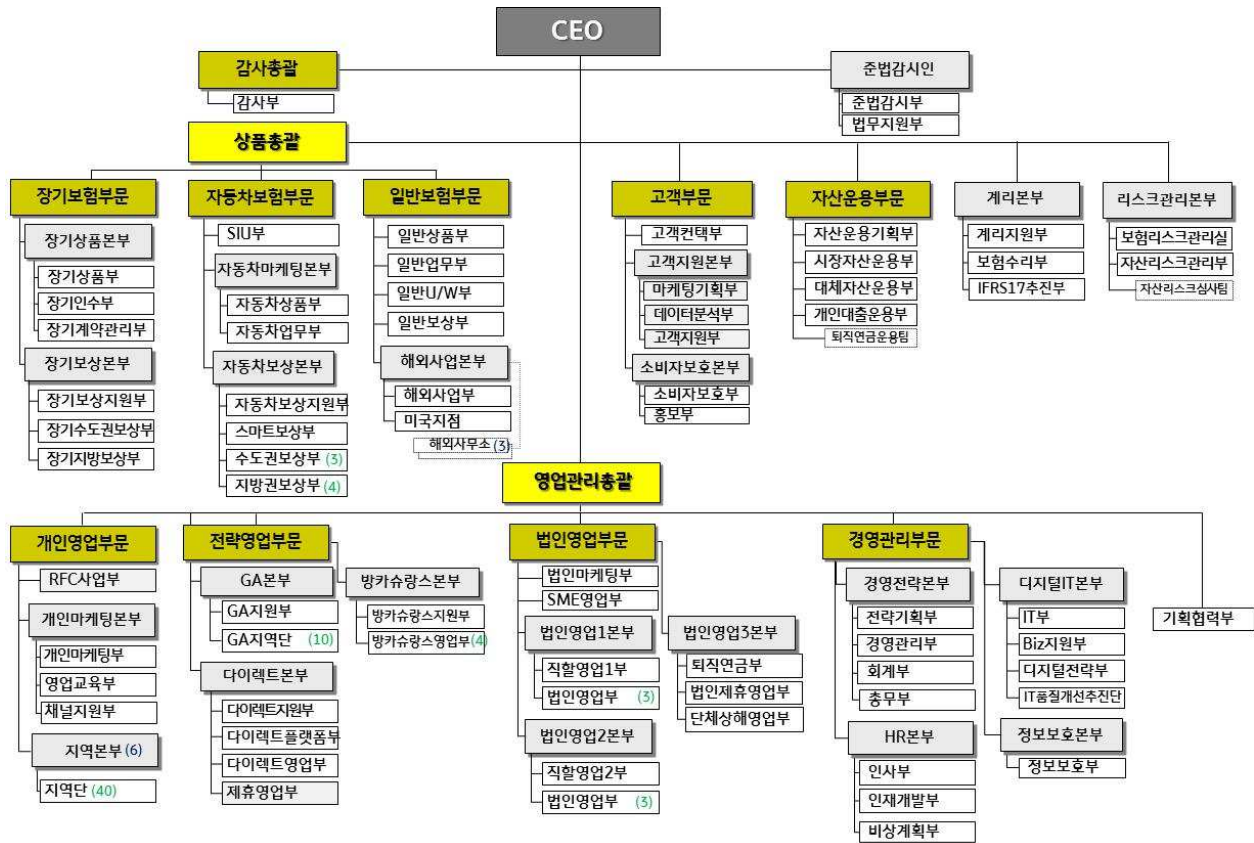 CEO
감사총괄
감사부
준법감시인
준법감시부
법무지원부
상품총괄
장기보험부문
장기상품본부
장기상품부
장기인수부
장기계약관리부
장기보상본부
장기보상지원부
장기수도권보상부
장기지방보상부
자동차보험부문
SIU부
자동차마케팅본부
자동차상품부
자동차업무부
자동차보상본부
자동차보상지원부
스마트보상부
수도권보상부 (3)
지방권보상부 (4)
일반보험부문
일반상품부
일반업무부
일반U/W부
일반보상부
해외사업본부
해외사업부
미국지점
해외사무소 (3)
고객부문
고객컨택부
고객지원본부
마케팅기획부
데이터분석부
고객지원부
소비자보호본부
소비자보호부
홍보부
자산운용부문
자산운용기획부
시장자산운용부
대체자산운용부
개인대출운용부
퇴직연금운용팀
계리본부
계리지원부
보험수리부
IFRS17추진부
리스크관리본부
보험리스크관리실
자산리스크관리부
자산리스크심사팀
영업관리총괄
개인영업부문
RFC사업부
개인마케팅본부
개인마케팅부
영업교육부
채널지원부
지역본부 (6)
지역단 (40)
전략영업부문
GA본부
GA지원부
GA지역단 (10)
다이렉트본부
다이렉트지원부
다이렉트플랫폼부
다이렉트영업부
제휴영업부
방카슈랑스본부
방카슈랑스지원부
방카슈랑스영업부(4)
법인영업부문
법인마케팅부
SME영업부
법인영업1본부
직할영업1부
법인영업부 (3)
법인영업2본부
직할영업2부
법인영업부 (3)
법인영업3본부
퇴직연금부
법인제휴영업부
단체상해영업부
경영관리부문
경영전략본부
전략기획부
경영관리부
회계부
총무부
HR본부
인사부
인재개발부
비상계획부
디지털IT본부
IT부
Biz지원부
디지털전략부
IT품질개선추진단
정보보호본부
정보보호부
기획협력부